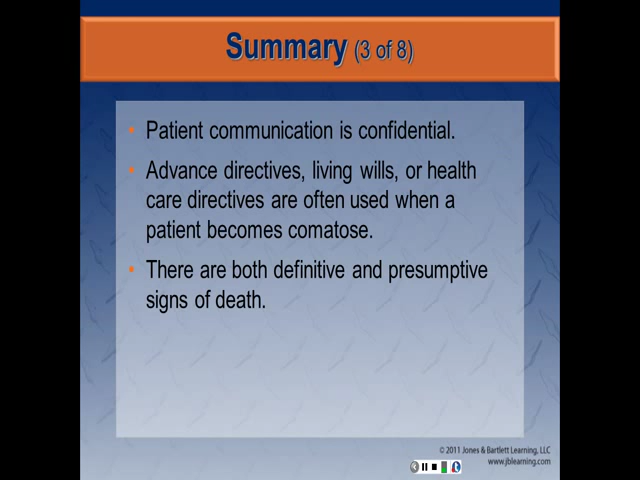 Summary (3 of 8)
• Patient communication is confidential.
• Advance directives, living wills, or health
care directives are often used when a
patient becomes comatose.
• There are both definitive and presumptive
signs of death.
© 2011 Jones & Bartlett Learning, LLC
www.jblearning.com